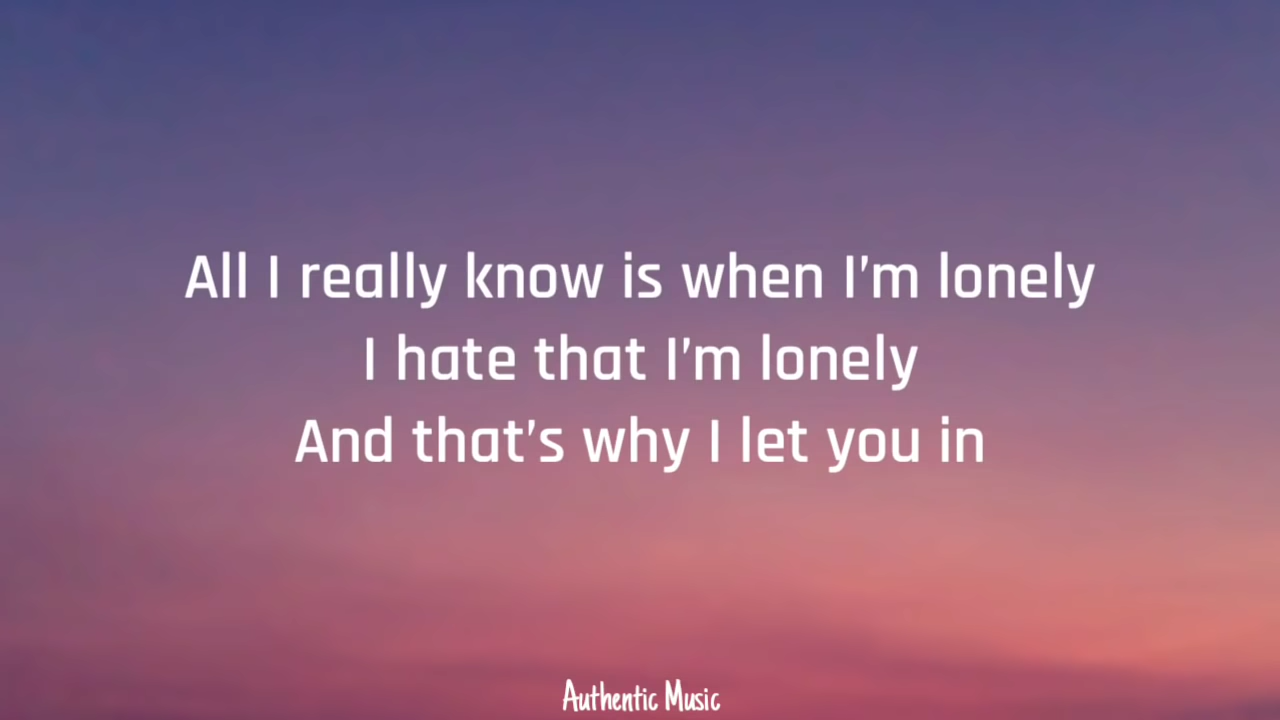 All I really know is when I’m lonely
I hate that I’m lonely
And that’s why I let you in
Authentic Music